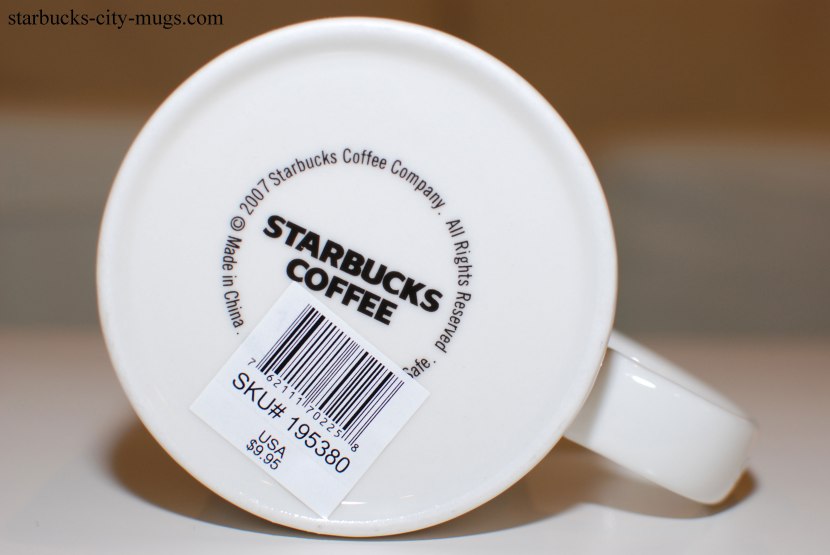 starbucks-city-mugs.com
© 2007 Starbucks Coffee Company. All Rights Reserved
Safe.
Made in China.
STARBUCKS
COFFEE
7 62111 70225 8
SKU# 195380
USA
$9.95